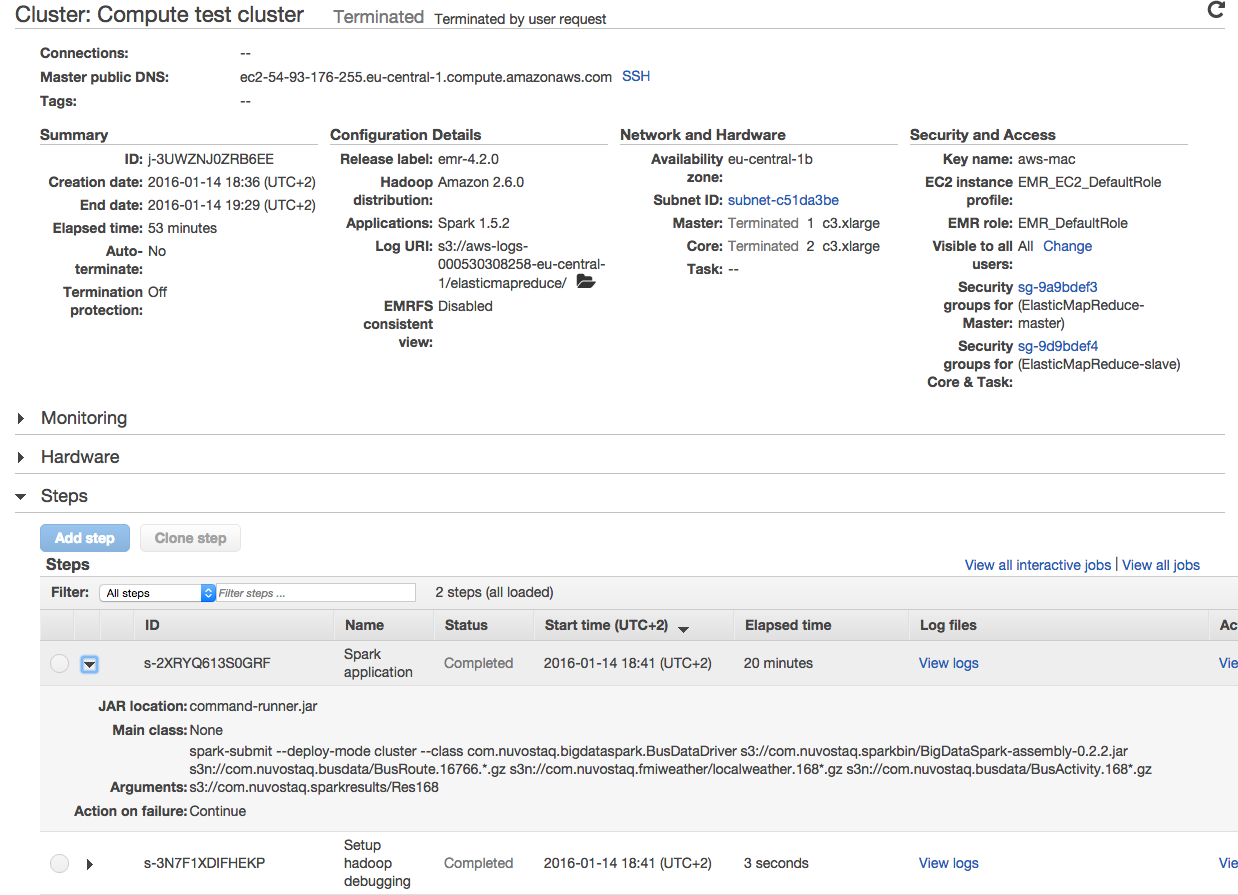 Cluster: Compute test cluster Terminated Terminated by user request
Connections: --
Master public DNS: ec2-54-93-176-255.eu-central-1.compute.amazonaws.com SSH
Tags: --
Summary
ID: j-3UWZNJ0ZRB6EE
Creation date: 2016-01-14 18:36 (UTC+2)
End date: 2016-01-14 19:29 (UTC+2)
Elapsed time: 53 minutes
Auto- No
terminate:
Termination Off
protection:
Configuration Details
Release label: emr-4.2.0
Hadoop Amazon 2.6.0
distribution:
Applications: Spark 1.5.2
Log URI: s3://aws-logs-
000530308258-eu-central-
1/elasticmapreduce/
EMRFS Disabled
consistent
view:
Network and Hardware
Availability eu-central-1b
zone:
Subnet ID: subnet-c51da3be
Master: Terminated 1 c3.xlarge
Core: Terminated 2 c3.xlarge
Task: --
Security and Access
Key name: aws-mac
EC2 instance EMR_EC2_DefaultRole
profile:
EMR role: EMR_DefaultRole
Visible to all All Change
users:
Security sg-9a9bdef3
groups for (ElasticMapReduce-
Master: master)
Security sg-9d9bdef4
groups for (ElasticMapReduce-slave)
Core & Task:
Monitoring
Hardware
Steps
Add step Clone step
Steps View all interactive jobs | View all jobs
Filter: All steps Filter steps ... 2 steps (all loaded)
ID Name Status Start time (UTC+2) Elapsed time Log files Ac
s-2XRYQ613S0GRF Spark application Completed 2016-01-14 18:41 (UTC+2) 20 minutes View logs Vie
JAR location: command-runner.jar
Main class: None
spark-submit --deploy-mode cluster --class com.nuvostaq.bigdataspark.BusDataDriver s3://com.nuvostaq.sparkbin/BigDataSpark-assembly-0.2.2.jar
s3n://com.nuvostaq.busdata/BusRoute.16766.*.gz s3n://com.nuvostaq.fmiweather/localweather.168*.gz s3n://com.nuvostaq.busdata/BusActivity.168*.gz
Arguments: s3://com.nuvostaq.sparkresults/Res168
Action on failure: Continue
s-3N7F1XDIFHEKP Setup hadoop debugging Completed 2016-01-14 18:41 (UTC+2) 3 seconds View logs Vie